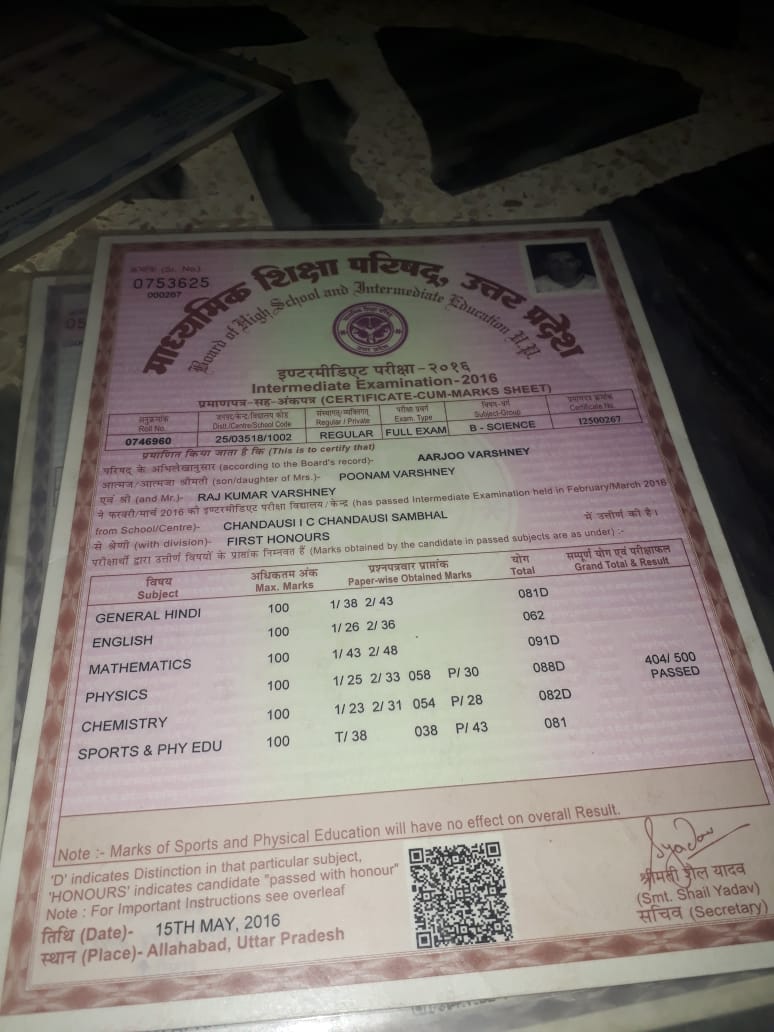 क्रमांक (Sr. No.)
0753625
000267
माध्यमिक शिक्षा परिषद्, उत्तर प्रदेश
Board of High School and Intermediate Education U.P.
इण्टरमीडिएट परीक्षा - २०१६
Intermediate Examination-2016
प्रमाणपत्र-सह-अंकपत्र (CERTIFICATE-CUM-MARKS SHEET)
अनुक्रमांक जनपद/केन्द्र/विद्यालय कोड संस्थागत/व्यक्तिगत परीक्षा प्रकार विषय-वर्ग प्रमाणपत्र क्रमांक
Roll No. Distt./Centre/School Code Regular / Private Exam. Type Subject-Group Certificate No.
0746960 25/03518/1002 REGULAR FULL EXAM B - SCIENCE 12500267
प्रमाणित किया जाता है कि (This is to certify that)
परिषद् के अभिलेखानुसार (according to the Board's record)- AARJOO VARSHNEY
आत्मज/आत्मजा श्रीमती (son/daughter of Mrs.)- POONAM VARSHNEY
एवं श्री (and Mr.)- RAJ KUMAR VARSHNEY
ने फरवरी/मार्च 2016 की इण्टरमीडिएट परीक्षा विद्यालय/केन्द्र (has passed Intermediate Examination held in February/March 2016
from School/Centre)- CHANDAUSI I C CHANDAUSI SAMBHAL में उत्तीर्ण की है।
से श्रेणी (with division)- FIRST HONOURS
परीक्षार्थी द्वारा उत्तीर्ण विषयों के प्राप्तांक निम्नवत हैं (Marks obtained by the candidate in passed subjects are as under) :-
विषय अधिकतम अंक प्रश्नपत्रवार प्राप्तांक योग सम्पूर्ण योग एवं परीक्षाफल
Subject Max. Marks Paper-wise Obtained Marks Total Grand Total & Result
GENERAL HINDI 100 1/ 38 2/ 43 081D
ENGLISH 100 1/ 26 2/ 36 062
MATHEMATICS 100 1/ 43 2/ 48 091D
PHYSICS 100 1/ 25 2/ 33 058 P/ 30 088D 404/ 500
PASSED
CHEMISTRY 100 1/ 23 2/ 31 054 P/ 28 082D
SPORTS & PHY EDU 100 T/ 38 038 P/ 43 081
Note :- Marks of Sports and Physical Education will have no effect on overall Result.
'D' indicates Distinction in that particular subject,
'HONOURS' indicates candidate "passed with honour"
Note : For Important Instructions see overleaf
तिथि (Date)- 15TH MAY, 2016
स्थान (Place)- Allahabad, Uttar Pradesh
श्रीमती शैल यादव
(Smt. Shail Yadav)
सचिव (Secretary)